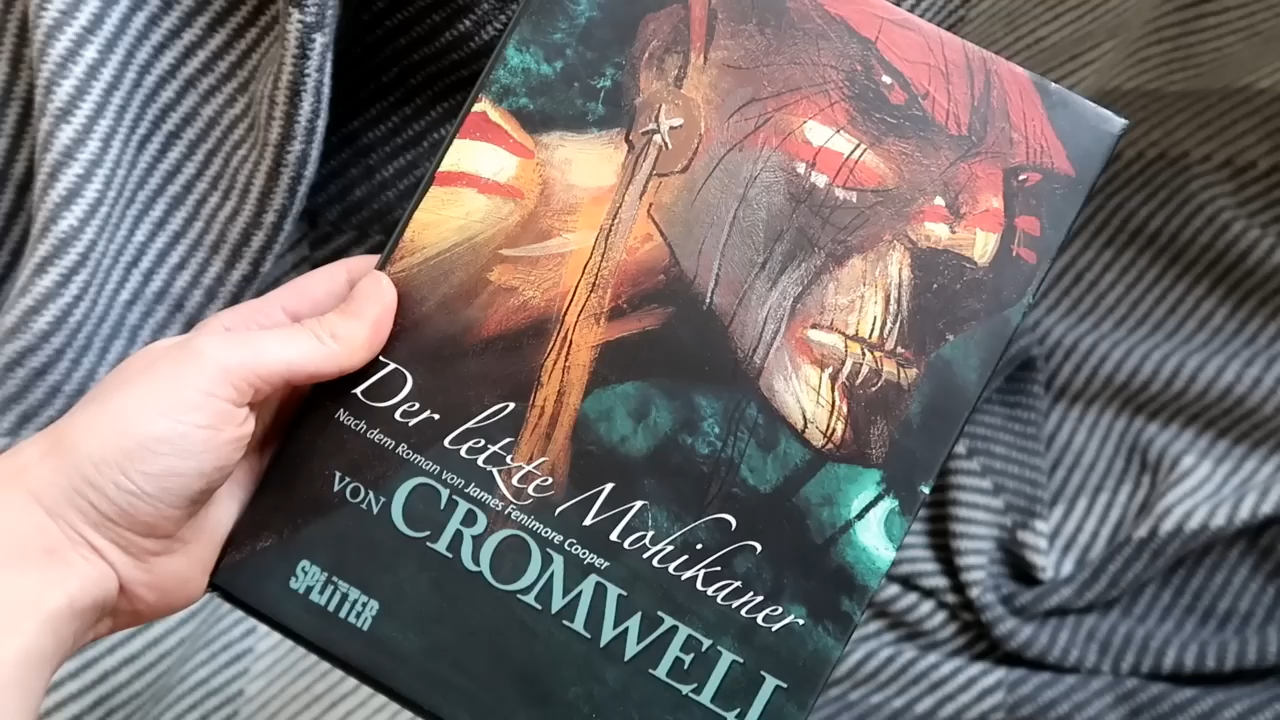 Der letzte Mohikaner
Nach dem Roman von James Fenimore Cooper
VON CROMWELL
SPLITTER